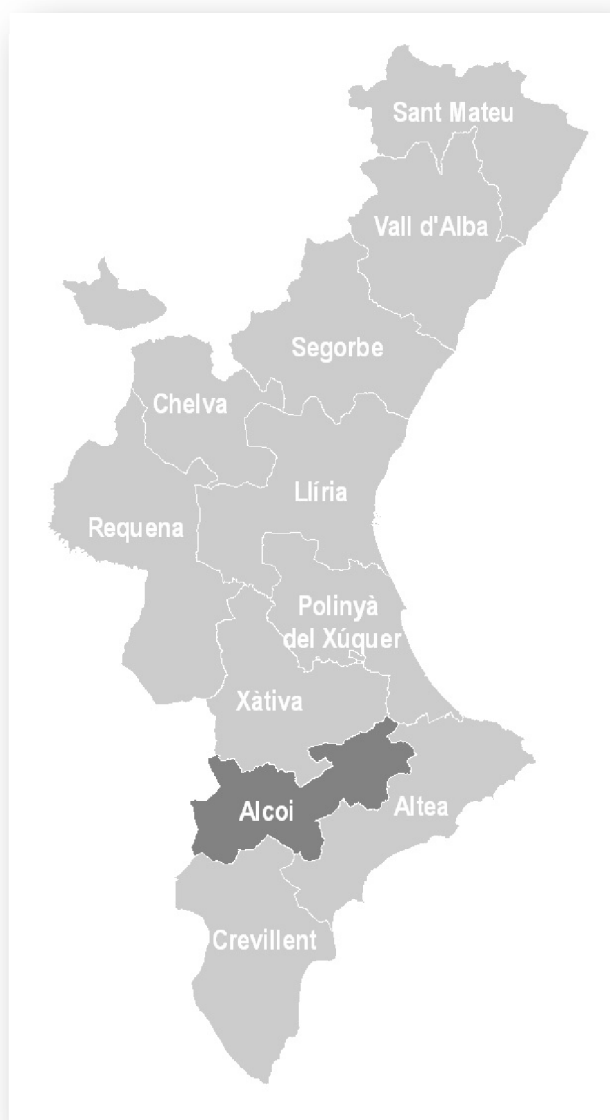 Sant Mateu
Vall d'Alba
Segorbe
Chelva
Llíria
Requena
Polinyà
del Xúquer
Xàtiva
Alcoi
Altea
Crevillent